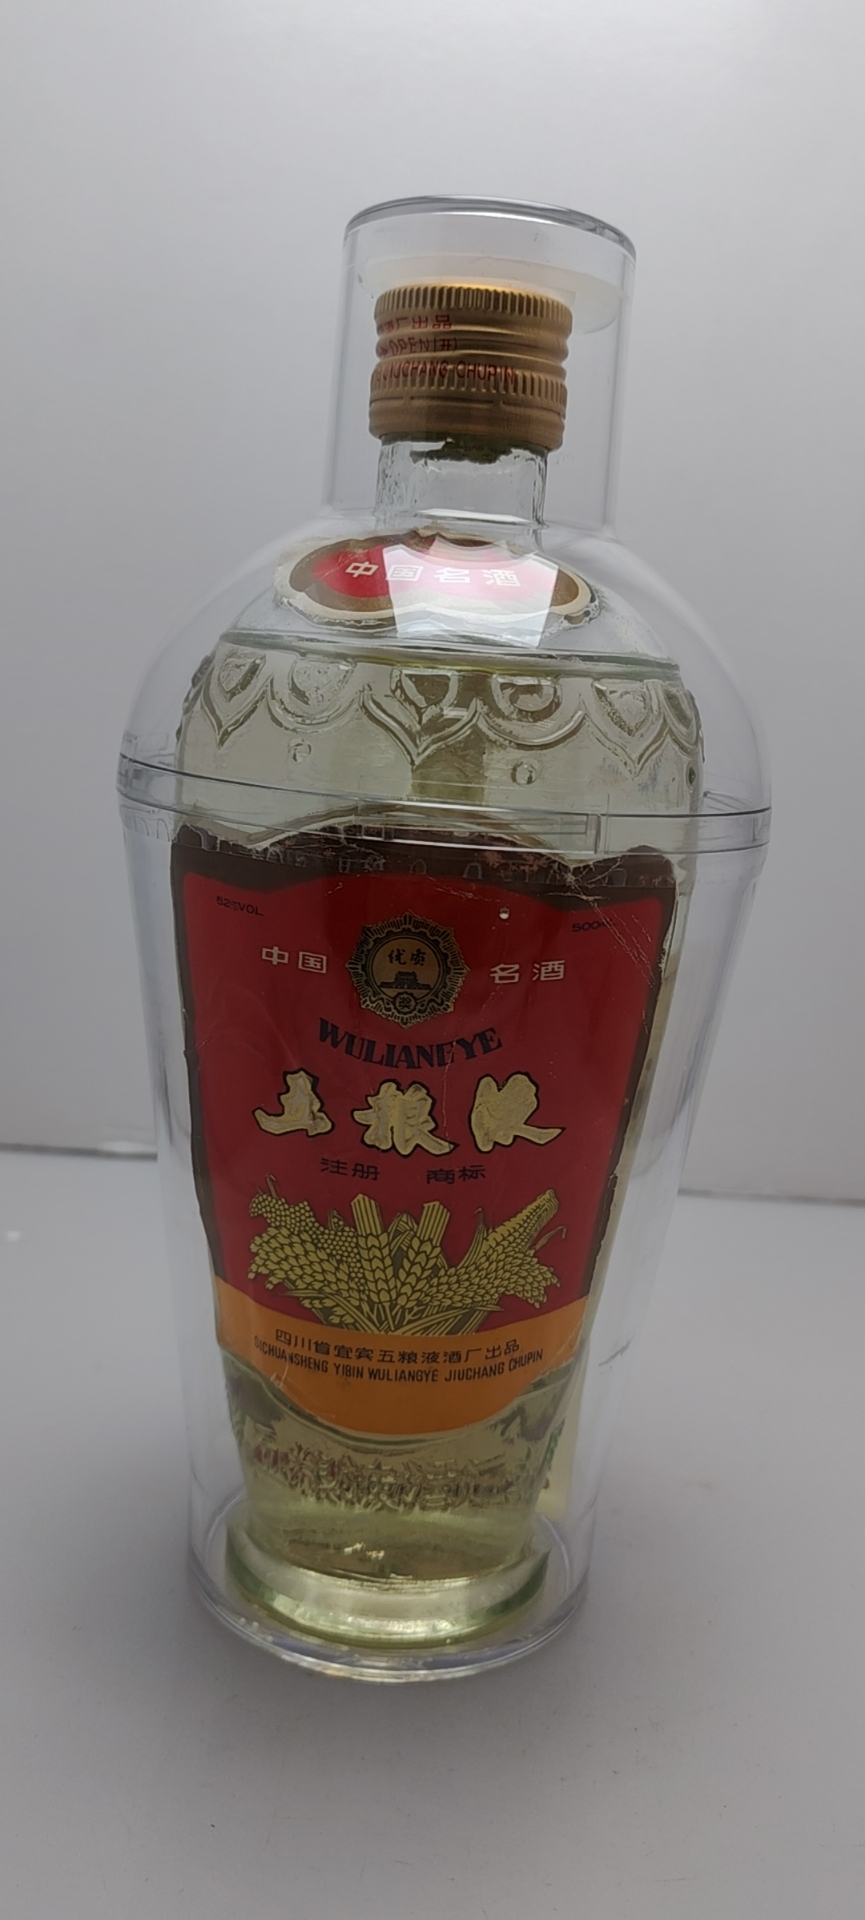 厂出品
JIUCHANG CHUPIN
中国名酒
52%VOL
500
中国
优质
奖
名酒
WULIANGYE
五粮液
注册 商标
四川省宜宾五粮液酒厂出品
SICHUANSHENG YIBIN WULIANGYE JIUCHANG CHUPIN